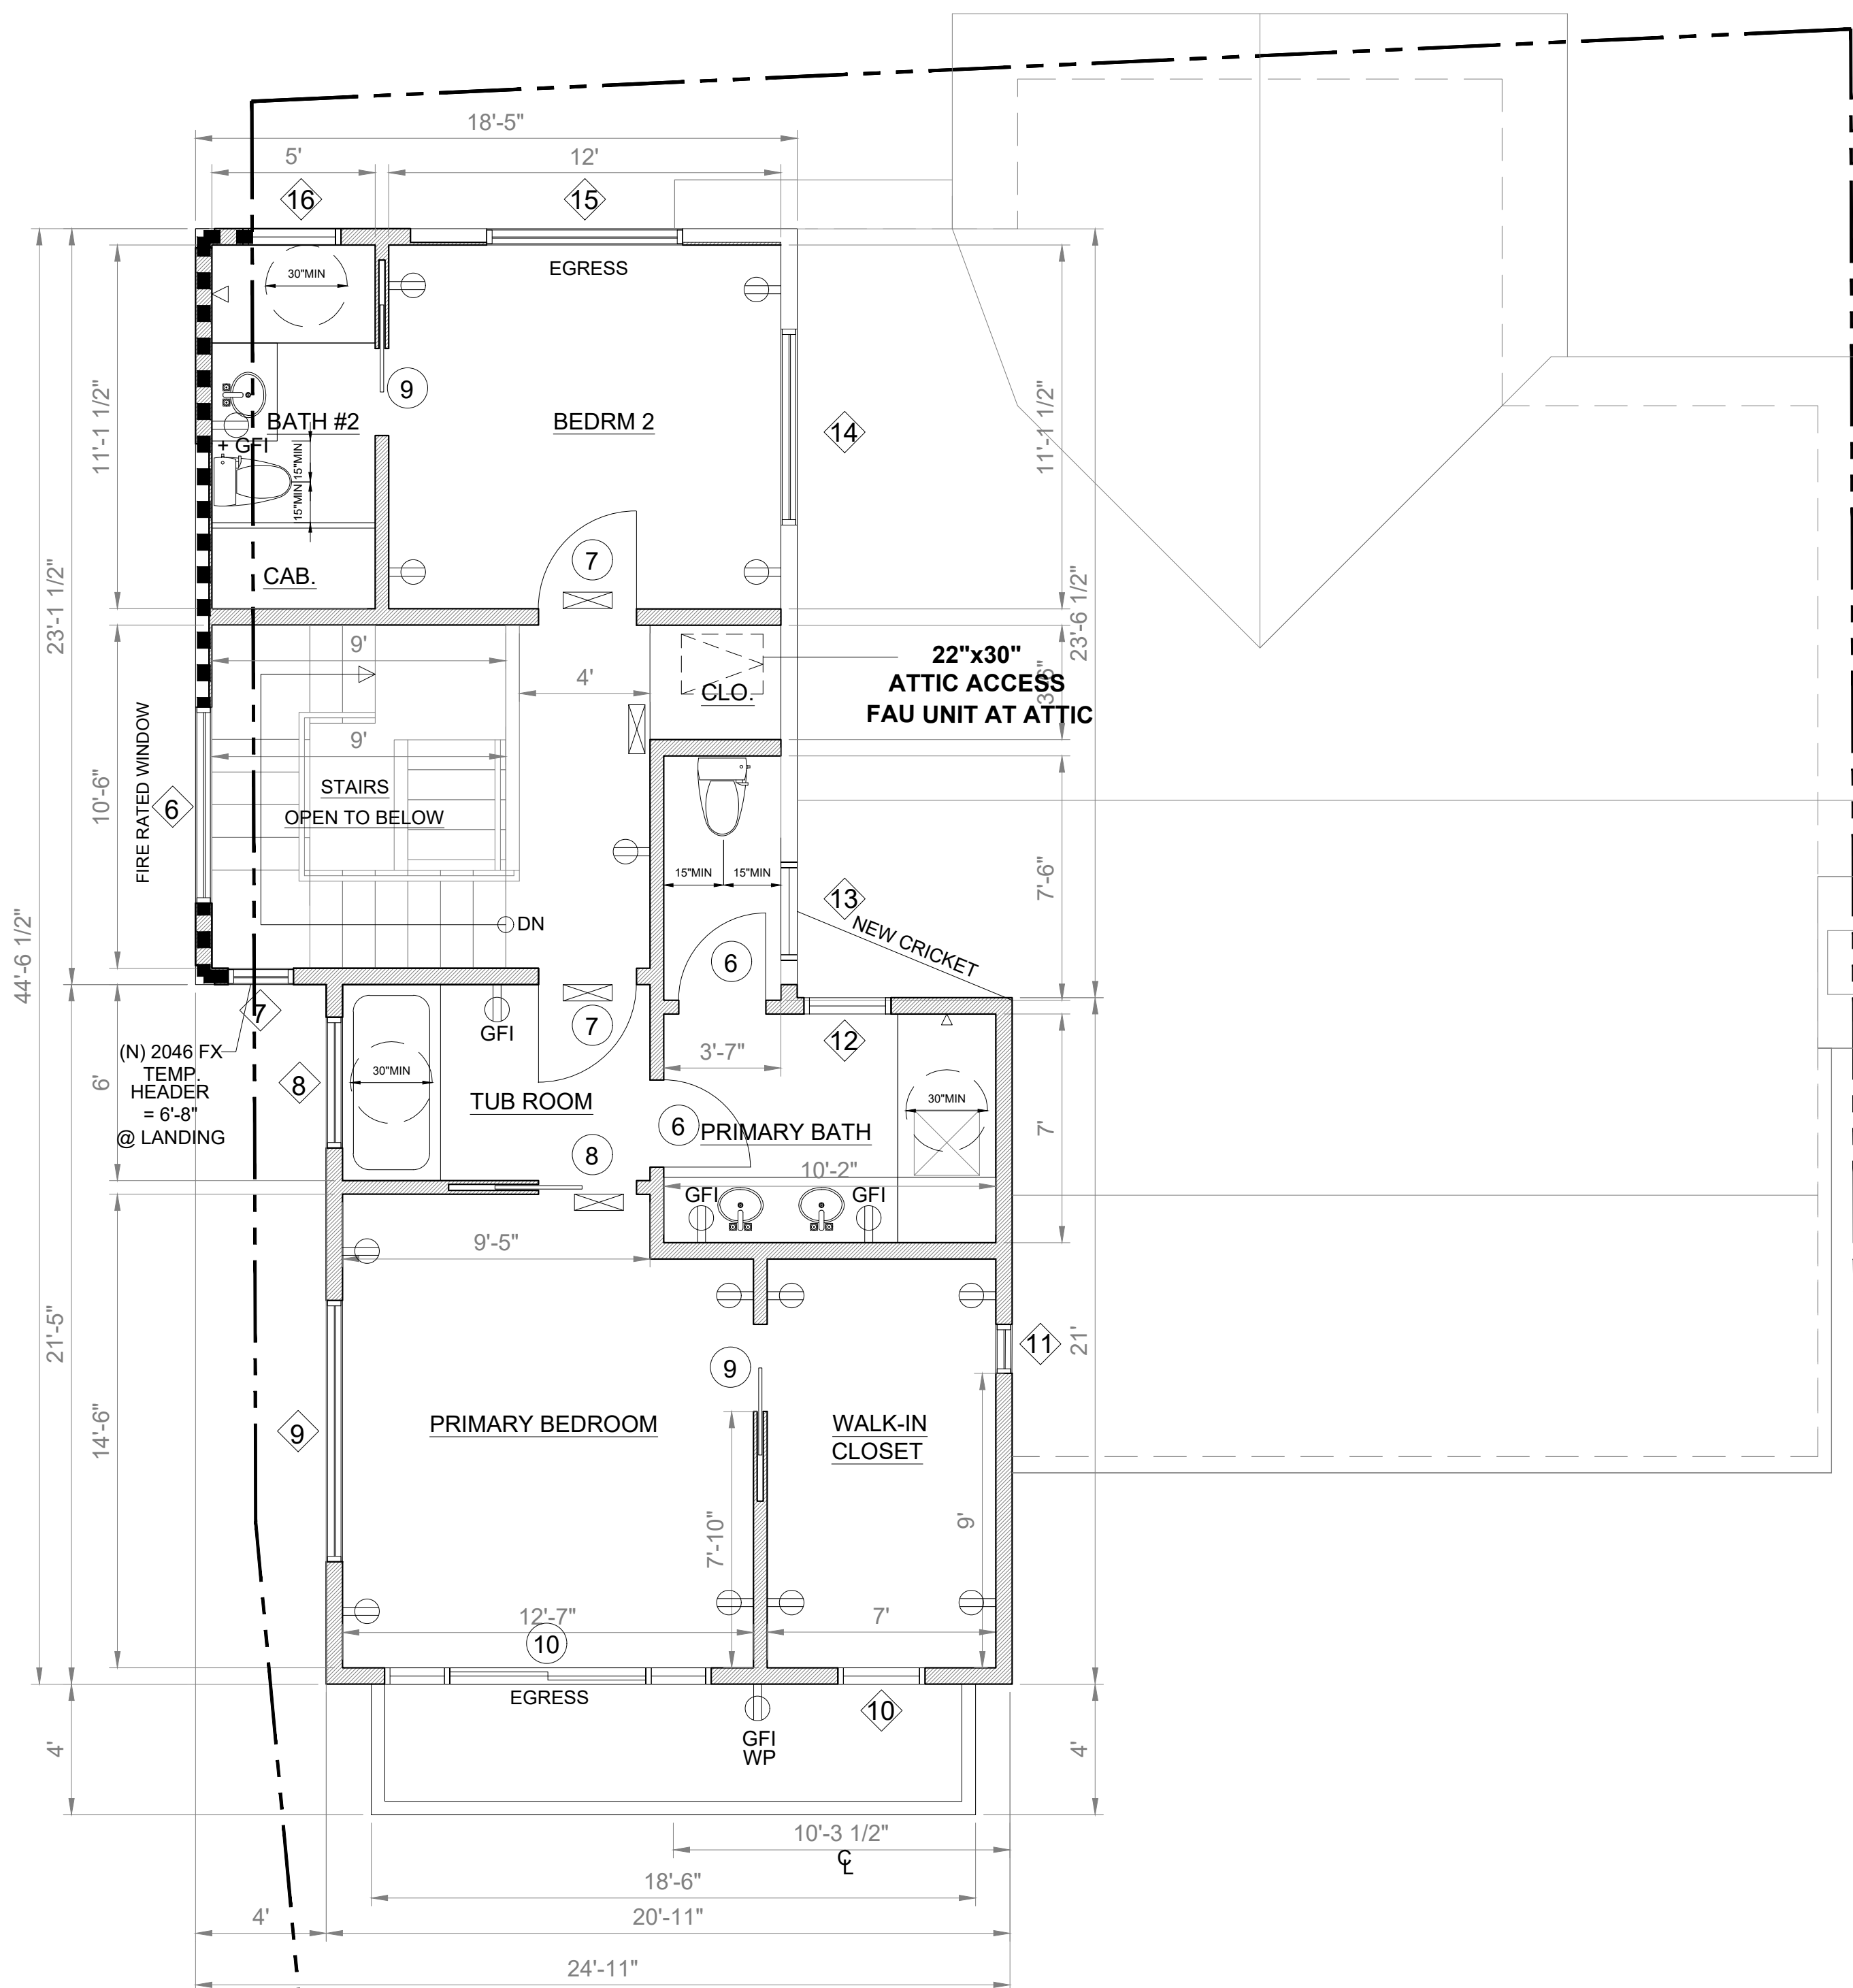 18'-5"
5'
12'
16
15
EGRESS
30"MIN
9
BATH #2
BEDRM 2
14
+ GFI
15"MIN
15"MIN
7
CAB.
11'-1 1/2"
11'-1 1/2"
23'-1 1/2"
23'-6 1/2"
9'
4'
CLO.
22"x30"
ATTIC ACCESS
FAU UNIT AT ATTIC
9'
STAIRS
OPEN TO BELOW
FIRE RATED WINDOW
6
10'-6"
15"MIN
15"MIN
7'-6"
13
NEW CRICKET
DN
6
44'-6 1/2"
7
(N) 2046 FX
TEMP.
HEADER
= 6'-8"
@ LANDING
6'
8
30"MIN
GFI
7
TUB ROOM
3'-7"
12
6
PRIMARY BATH
30"MIN
7'
8
10'-2"
GFI
GFI
9'-5"
21'-5"
14'-6"
9
PRIMARY BEDROOM
9
WALK-IN
CLOSET
11
21'
7'-10"
9'
12'-7"
7'
10
EGRESS
10
GFI
WP
4'
4'
10'-3 1/2"
18'-6"
4'
20'-11"
24'-11"